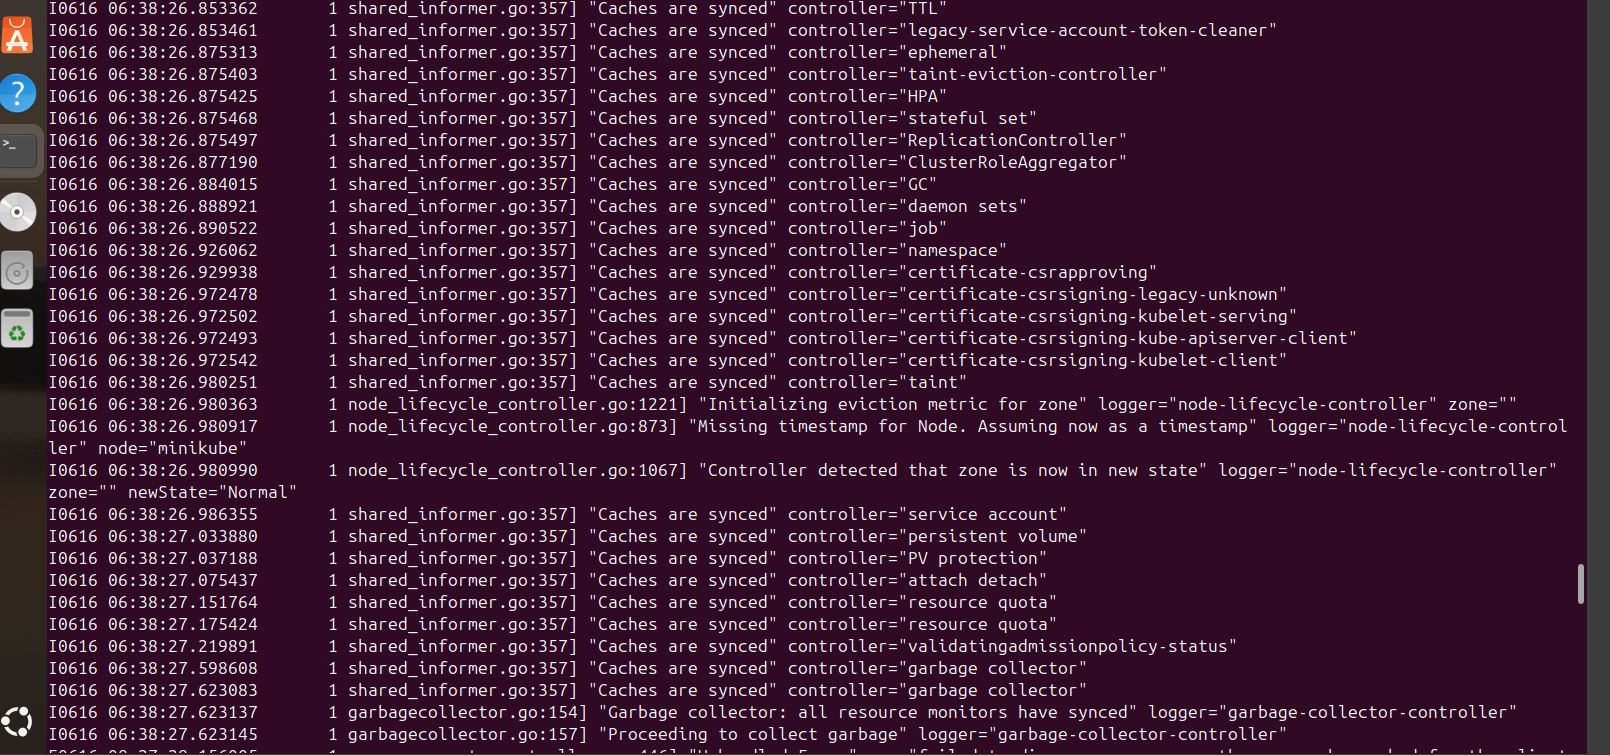 I0616 06:38:26.853362       1 shared_informer.go:357] "Caches are synced" controller="TTL"
I0616 06:38:26.853461       1 shared_informer.go:357] "Caches are synced" controller="legacy-service-account-token-cleaner"
I0616 06:38:26.875313       1 shared_informer.go:357] "Caches are synced" controller="ephemeral"
I0616 06:38:26.875403       1 shared_informer.go:357] "Caches are synced" controller="taint-eviction-controller"
I0616 06:38:26.875425       1 shared_informer.go:357] "Caches are synced" controller="HPA"
I0616 06:38:26.875468       1 shared_informer.go:357] "Caches are synced" controller="stateful set"
I0616 06:38:26.875497       1 shared_informer.go:357] "Caches are synced" controller="ReplicationController"
I0616 06:38:26.877190       1 shared_informer.go:357] "Caches are synced" controller="ClusterRoleAggregator"
I0616 06:38:26.884015       1 shared_informer.go:357] "Caches are synced" controller="GC"
I0616 06:38:26.888921       1 shared_informer.go:357] "Caches are synced" controller="daemon sets"
I0616 06:38:26.890522       1 shared_informer.go:357] "Caches are synced" controller="job"
I0616 06:38:26.926062       1 shared_informer.go:357] "Caches are synced" controller="namespace"
I0616 06:38:26.929938       1 shared_informer.go:357] "Caches are synced" controller="certificate-csrapproving"
I0616 06:38:26.972478       1 shared_informer.go:357] "Caches are synced" controller="certificate-csrsigning-legacy-unknown"
I0616 06:38:26.972502       1 shared_informer.go:357] "Caches are synced" controller="certificate-csrsigning-kubelet-serving"
I0616 06:38:26.972493       1 shared_informer.go:357] "Caches are synced" controller="certificate-csrsigning-kube-apiserver-client"
I0616 06:38:26.972542       1 shared_informer.go:357] "Caches are synced" controller="certificate-csrsigning-kubelet-client"
I0616 06:38:26.980251       1 shared_informer.go:357] "Caches are synced" controller="taint"
I0616 06:38:26.980363       1 node_lifecycle_controller.go:1221] "Initializing eviction metric for zone" logger="node-lifecycle-controller" zone=""
I0616 06:38:26.980917       1 node_lifecycle_controller.go:873] "Missing timestamp for Node. Assuming now as a timestamp" logger="node-lifecycle-control
ler" node="minikube"
I0616 06:38:26.980990       1 node_lifecycle_controller.go:1067] "Controller detected that zone is now in new state" logger="node-lifecycle-controller"
zone="" newState="Normal"
I0616 06:38:26.986355       1 shared_informer.go:357] "Caches are synced" controller="service account"
I0616 06:38:27.033880       1 shared_informer.go:357] "Caches are synced" controller="persistent volume"
I0616 06:38:27.037188       1 shared_informer.go:357] "Caches are synced" controller="PV protection"
I0616 06:38:27.075437       1 shared_informer.go:357] "Caches are synced" controller="attach detach"
I0616 06:38:27.151764       1 shared_informer.go:357] "Caches are synced" controller="resource quota"
I0616 06:38:27.175424       1 shared_informer.go:357] "Caches are synced" controller="resource quota"
I0616 06:38:27.219891       1 shared_informer.go:357] "Caches are synced" controller="validatingadmissionpolicy-status"
I0616 06:38:27.598608       1 shared_informer.go:357] "Caches are synced" controller="garbage collector"
I0616 06:38:27.623083       1 shared_informer.go:357] "Caches are synced" controller="garbage collector"
I0616 06:38:27.623137       1 garbagecollector.go:154] "Garbage collector: all resource monitors have synced" logger="garbage-collector-controller"
I0616 06:38:27.623145       1 garbagecollector.go:157] "Proceeding to collect garbage" logger="garbage-collector-controller"